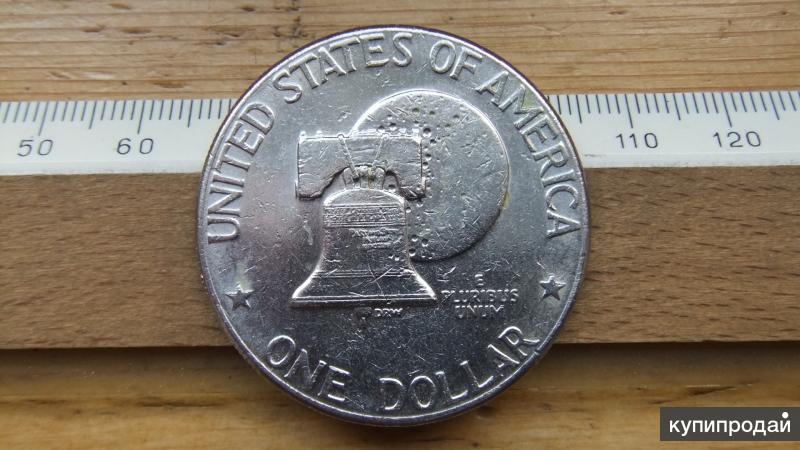 UNITED STATES OF AMERICA
50 60 110 120
E
PLURIBUS
UNUM
DRW
ONE DOLLAR
купипродай